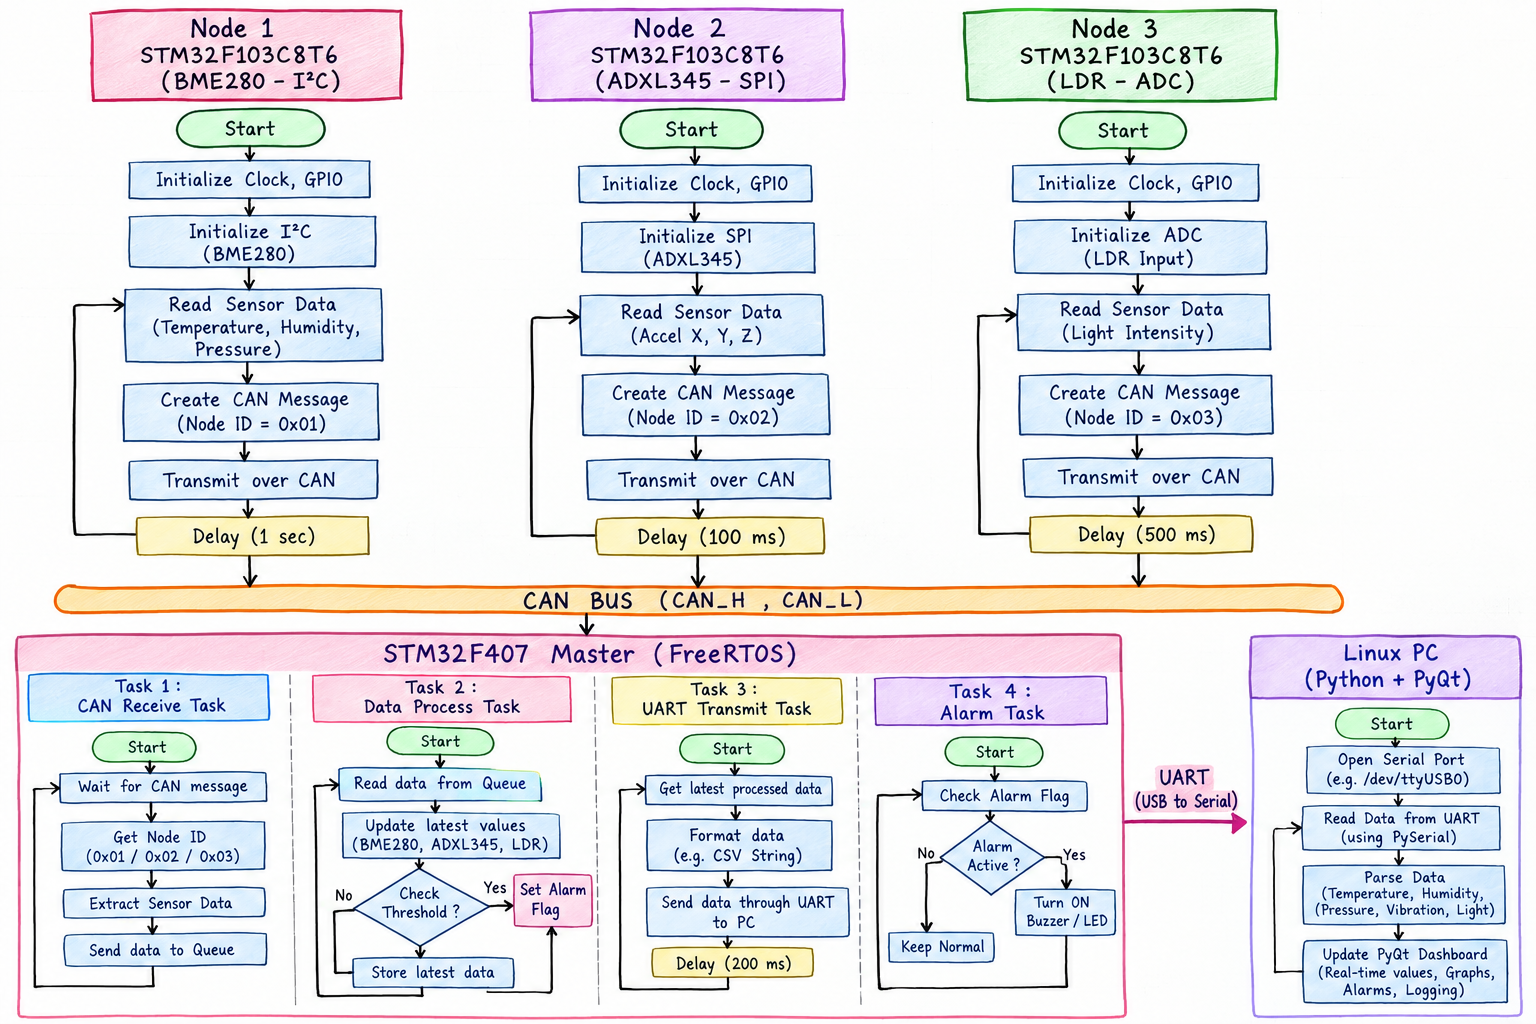 Node 1
STM32F103C8T6
(BME280 - I²C)
Start
Initialize Clock, GPIO
Initialize I²C
(BME280)
Read Sensor Data
(Temperature, Humidity,
Pressure)
Create CAN Message
(Node ID = 0x01)
Transmit over CAN
Delay (1 sec)
Node 2
STM32F103C8T6
(ADXL345 - SPI)
Start
Initialize Clock, GPIO
Initialize SPI
(ADXL345)
Read Sensor Data
(Accel X, Y, Z)
Create CAN Message
(Node ID = 0x02)
Transmit over CAN
Delay (100 ms)
Node 3
STM32F103C8T6
(LDR - ADC)
Start
Initialize Clock, GPIO
Initialize ADC
(LDR Input)
Read Sensor Data
(Light Intensity)
Create CAN Message
(Node ID = 0x03)
Transmit over CAN
Delay (500 ms)
CAN BUS (CAN_H , CAN_L)
STM32F407 Master (FreeRTOS)
Task 1 :
CAN Receive Task
Start
Wait for CAN message
Get Node ID
(0x01 / 0x02 / 0x03)
Extract Sensor Data
Send data to Queue
Task 2 :
Data Process Task
Start
Read data from Queue
Update latest values
(BME280, ADXL345, LDR)
Check
Threshold ?
No
Yes
Set Alarm
Flag
Store latest data
Task 3 :
UART Transmit Task
Start
Get latest processed data
Format data
(e.g. CSV String)
Send data through UART
to PC
Delay (200 ms)
Task 4 :
Alarm Task
Start
Check Alarm Flag
Alarm
Active ?
No
Yes
Keep Normal
Turn ON
Buzzer / LED
UART
(USB to Serial)
Linux PC
(Python + PyQt)
Start
Open Serial Port
(e.g. /dev/ttyUSB0)
Read Data from UART
(using PySerial)
Parse Data
(Temperature, Humidity,
(Pressure, Vibration, Light)
Update PyQt Dashboard
(Real-time values, Graphs,
Alarms, Logging)